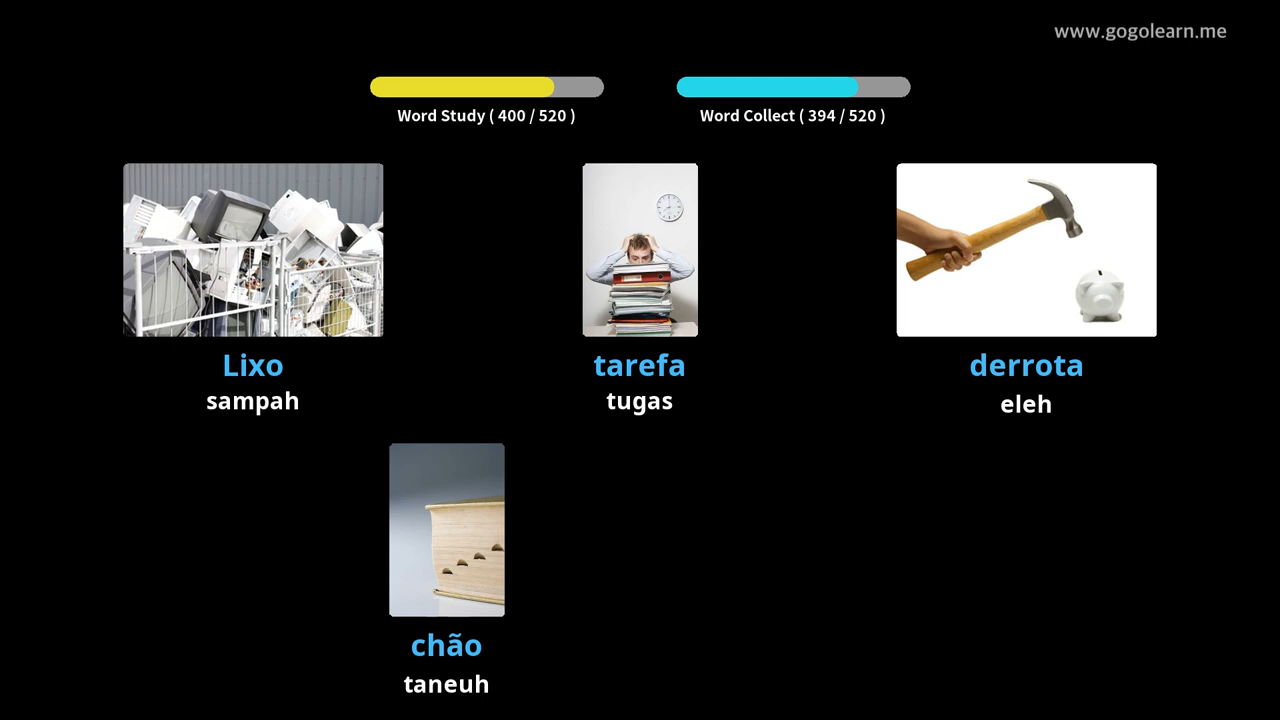 www.gogolearn.me
Word Study ( 400 / 520 )
Word Collect ( 394 / 520 )
Lixo
sampah
tarefa
tugas
derrota
eleh
chão
taneuh